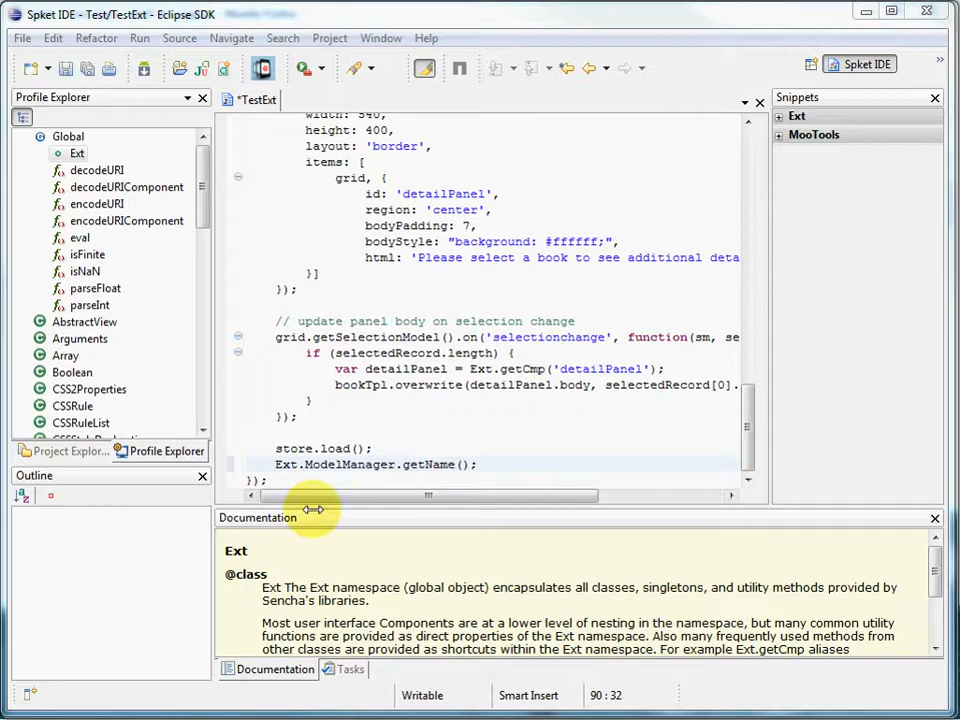 Spket IDE - Test/TestExt - Eclipse SDK
File Edit Refactor Run Source Navigate Search Project Window Help
Spket IDE
Profile Explorer
*TestExt
Snippets
Global
Ext
decodeURI
decodeURIComponent
encodeURI
encodeURIComponent
eval
isFinite
isNaN
parseFloat
parseInt
AbstractView
Arguments
Array
Boolean
CSS2Properties
CSSRule
CSSRuleList
Project Explor...
Profile Explorer
Outline
width: 540,
height: 400,
layout: 'border',
items: [
grid, {
id: 'detailPanel',
region: 'center',
bodyPadding: 7,
bodyStyle: "background: #ffffff;",
html: 'Please select a book to see additional deta
}]
});
// update panel body on selection change
grid.getSelectionModel().on('selectionchange', function(sm, se
if (selectedRecord.length) {
var detailPanel = Ext.getCmp('detailPanel');
bookTpl.overwrite(detailPanel.body, selectedRecord[0].
}
});
store.load();
Ext.ModelManager.getName();
});
Ext
MooTools
Documentation
Ext
@class
Ext The Ext namespace (global object) encapsulates all classes, singletons, and utility methods provided by
Sencha's libraries.
Most user interface Components are at a lower level of nesting in the namespace, but many common utility
functions are provided as direct properties of the Ext namespace. Also many frequently used methods from
other classes are provided as shortcuts within the Ext namespace. For example Ext.getCmp aliases
Documentation Tasks
Writable Smart Insert 90 : 32